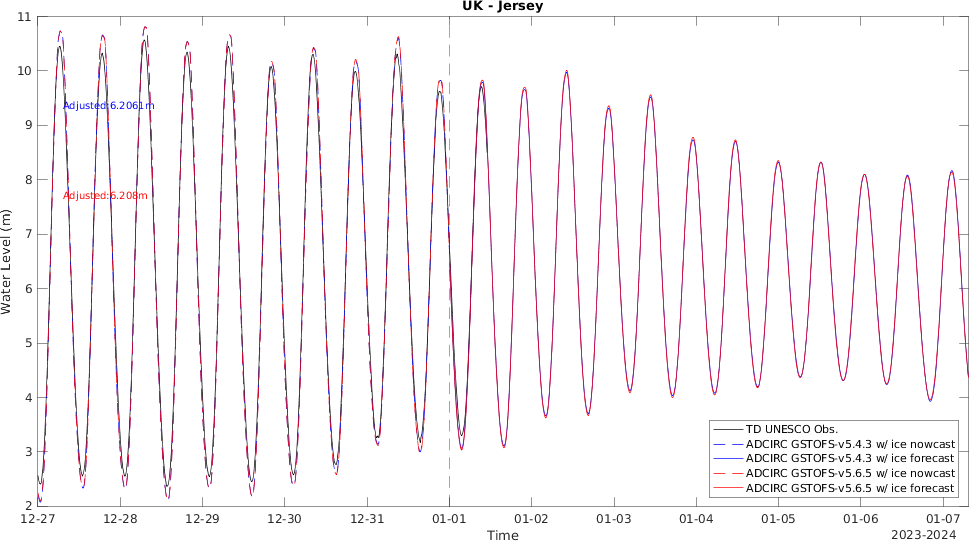 UK - Jersey
11
10
9
8
7
6
5
4
3
2
Water Level (m)
Adjusted:6.2061m
Adjusted:6.208m
TD UNESCO Obs.
ADCIRC GSTOFS-v5.4.3 w/ ice nowcast
ADCIRC GSTOFS-v5.4.3 w/ ice forecast
ADCIRC GSTOFS-v5.6.5 w/ ice nowcast
ADCIRC GSTOFS-v5.6.5 w/ ice forecast
12-27 12-28 12-29 12-30 12-31 01-01 01-02 01-03 01-04 01-05 01-06 01-07
Time
2023-2024